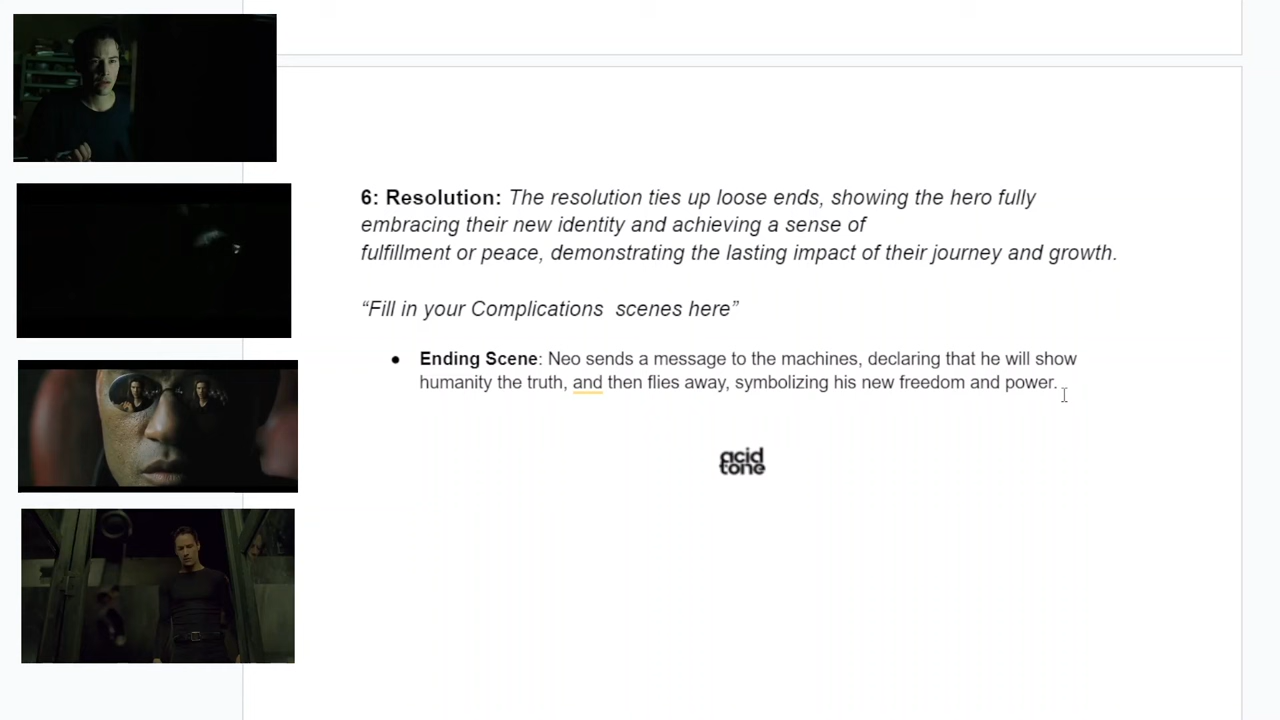 6: Resolution: The resolution ties up loose ends, showing the hero fully
embracing their new identity and achieving a sense of
fulfillment or peace, demonstrating the lasting impact of their journey and growth.
“Fill in your Complications  scenes here”
● Ending Scene: Neo sends a message to the machines, declaring that he will show
humanity the truth, and then flies away, symbolizing his new freedom and power.
acid
tone